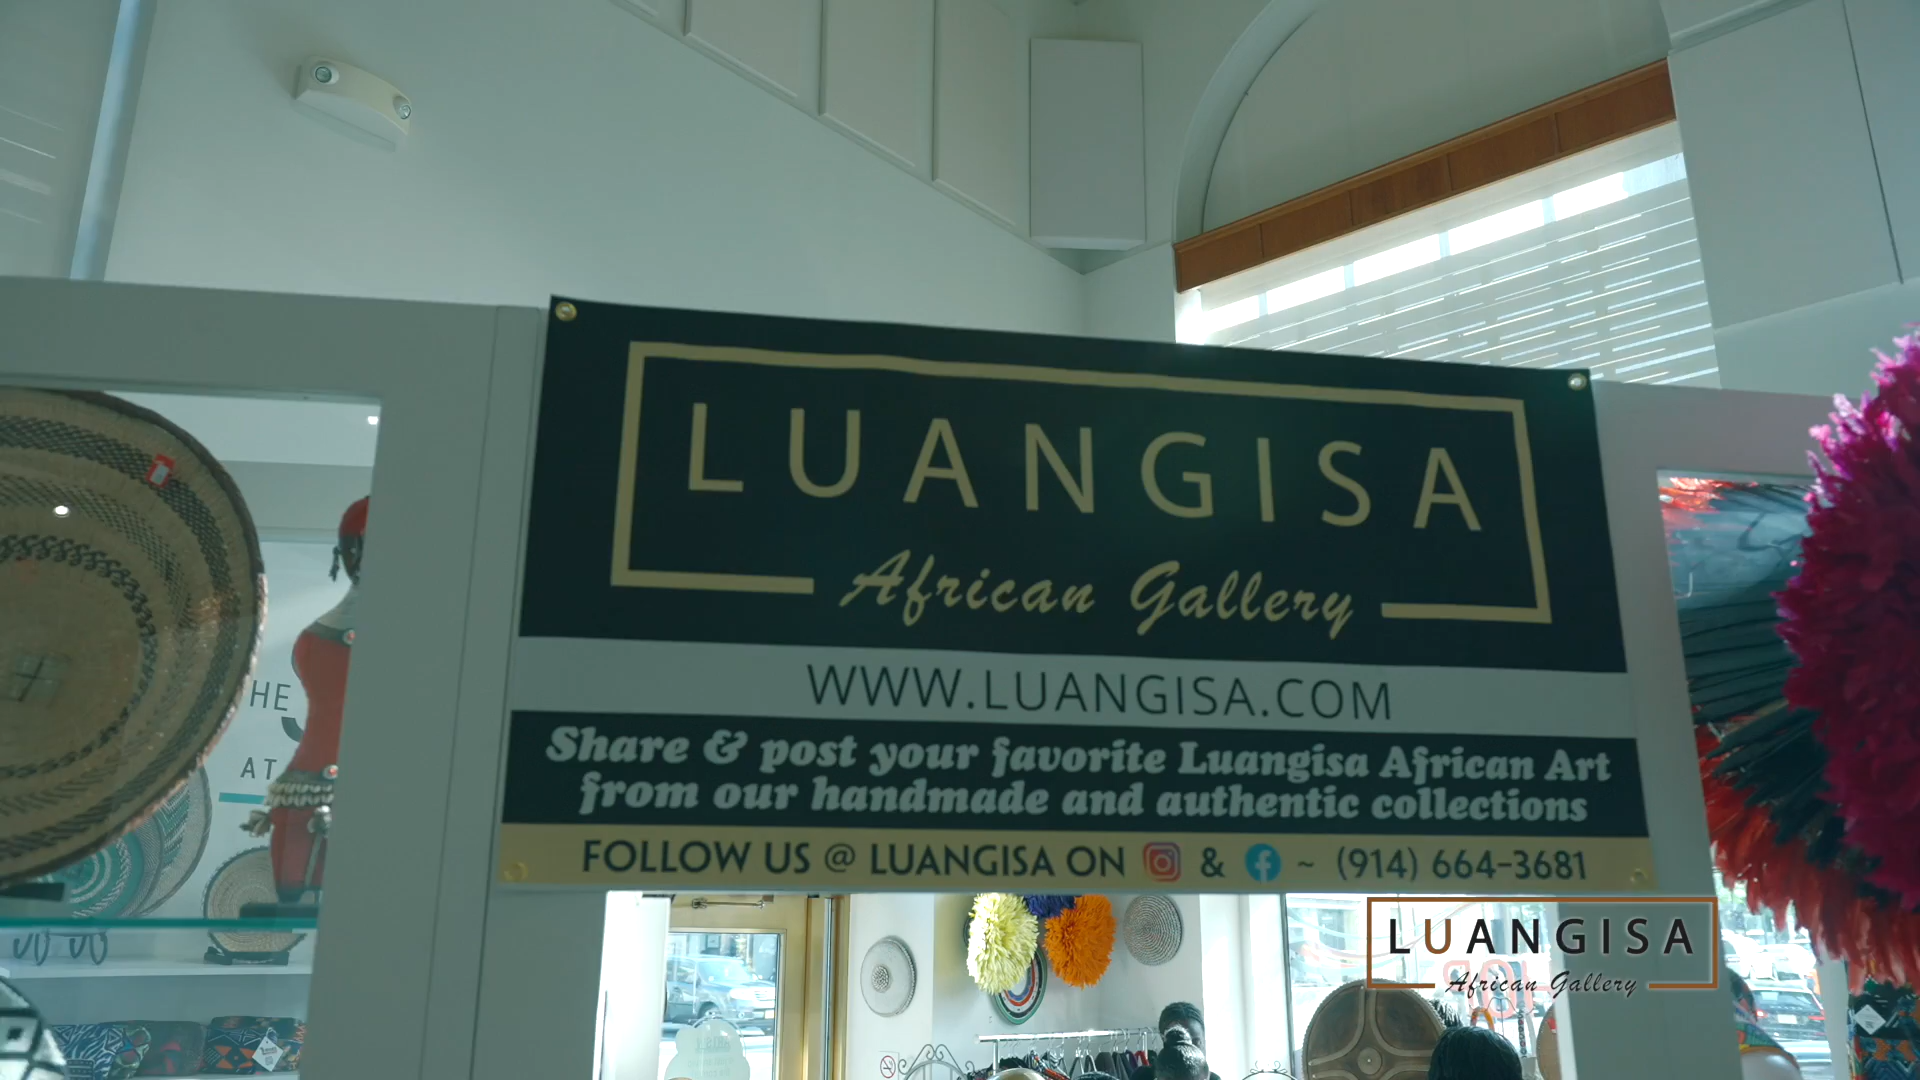 LUANGISA
African Gallery
WWW.LUANGISA.COM
Share & post your favorite Luangisa African Art
from our handmade and authentic collections
FOLLOW US @ LUANGISA ON & ~ (914) 664-3681
HE
AT
LUANGISA
African Gallery